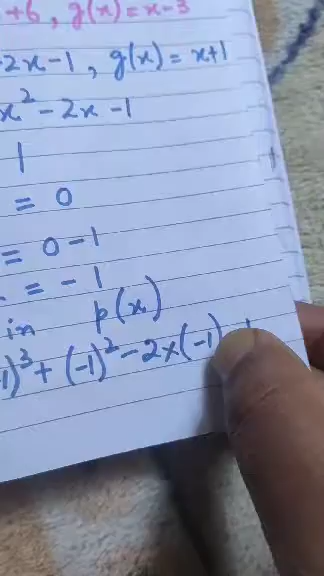 +6, g(x) = x-3
2x-1, g(x) = x+1
x² - 2x - 1
1
= 0
= 0-1
= -1
in p(x)
1)³ + (-1)² - 2×(-1)